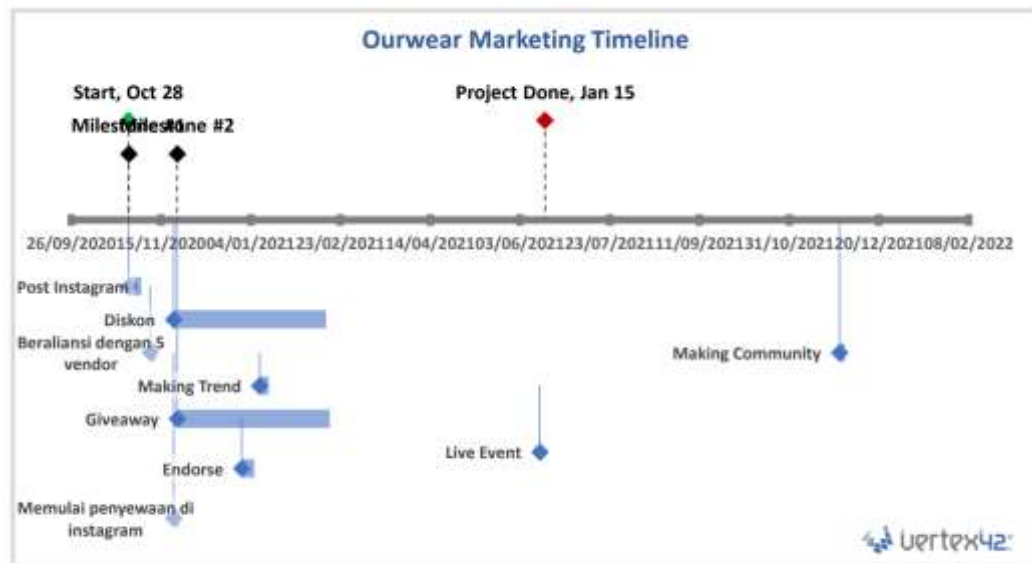 Ourwear Marketing Timeline
Start, Oct 28
Project Done, Jan 15
Milestone #1
Milestone #2
26/09/2020
15/11/2020
04/01/2021
23/02/2021
14/04/2021
03/06/2021
23/07/2021
11/09/2021
31/10/2021
20/12/2021
08/02/2022
Post Instagram
Diskon
Beraliansi dengan 5
vendor
Making Community
Making Trend
Giveaway
Live Event
Endorse
Memulai penyewaan di
instagram
vertex42